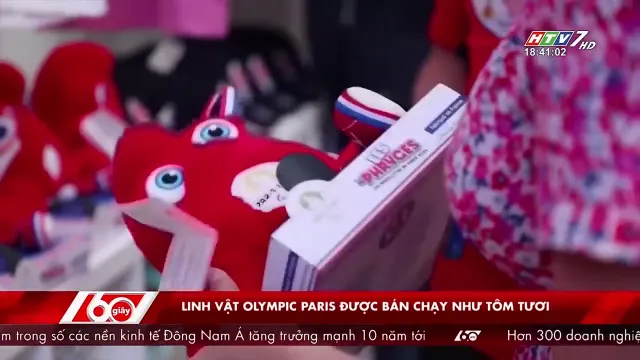 HTV7 HD
18:41:02
LES
PHRYGES
60 giây
LINH VẬT OLYMPIC PARIS ĐƯỢC BÁN CHẠY NHƯ TÔM TƯƠI
trong số các nền kinh tế Đông Nam Á tăng trưởng mạnh 10 năm tới 60 Hơn 300 doanh